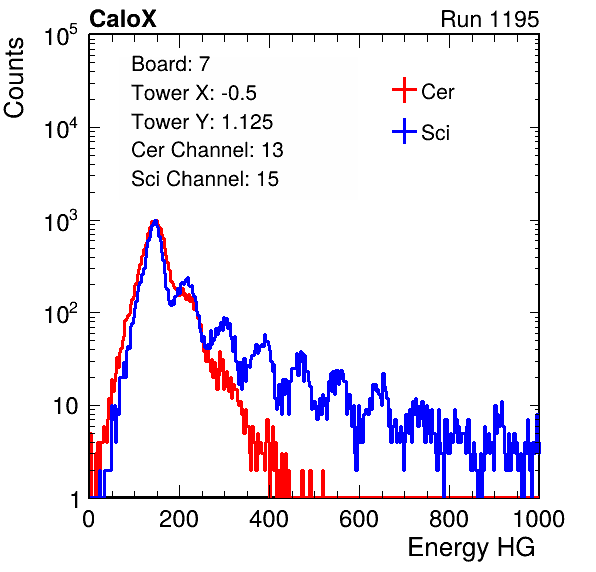 CaloX Run 1195
Counts
10^5
10^4
10^3
10^2
10
1
Board: 7
Tower X: -0.5
Tower Y: 1.125
Cer Channel: 13
Sci Channel: 15
Cer
Sci
0 200 400 600 800 1000
Energy HG